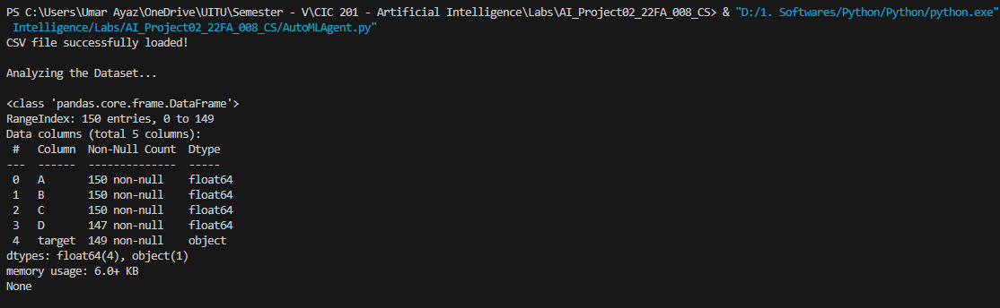 PS C:\Users\Umar Ayaz\OneDrive\UITU\Semester - V\CIC 201 - Artificial Intelligence\Labs\AI_Project02_22FA_008_CS> & "D:/1. Softwares/Python/Python/python.exe"
Intelligence/Labs/AI_Project02_22FA_008_CS/AutoMLAgent.py"
CSV file successfully loaded!
Analyzing the Dataset...
<class 'pandas.core.frame.DataFrame'>
RangeIndex: 150 entries, 0 to 149
Data columns (total 5 columns):
 #   Column  Non-Null Count  Dtype
---  ------  --------------  -----
 0   A       150 non-null    float64
 1   B       150 non-null    float64
 2   C       150 non-null    float64
 3   D       147 non-null    float64
 4   target  149 non-null    object
dtypes: float64(4), object(1)
memory usage: 6.0+ KB
None